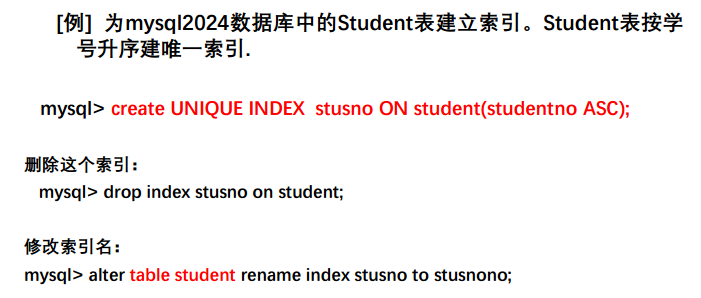 [例] 为mysql2024数据库中的Student表建立索引。Student表按学
号升序建唯一索引.
mysql> create UNIQUE INDEX stusno ON student(studentno ASC);
删除这个索引：
mysql> drop index stusno on student;
修改索引名：
mysql> alter table student rename index stusno to stusnono;